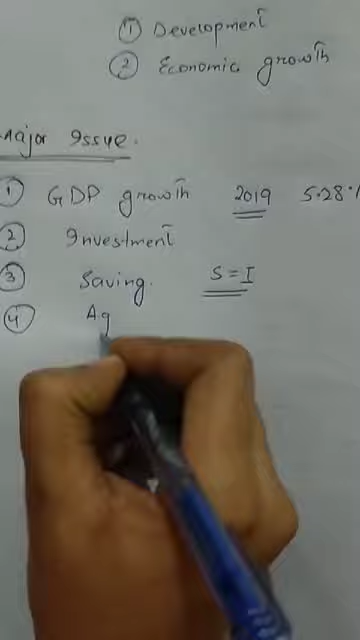 ① Development
② Economic growth
Major Issue.
① GDP growth 2019 5.28%
② Investment
③ Saving. S = I
④ Ag